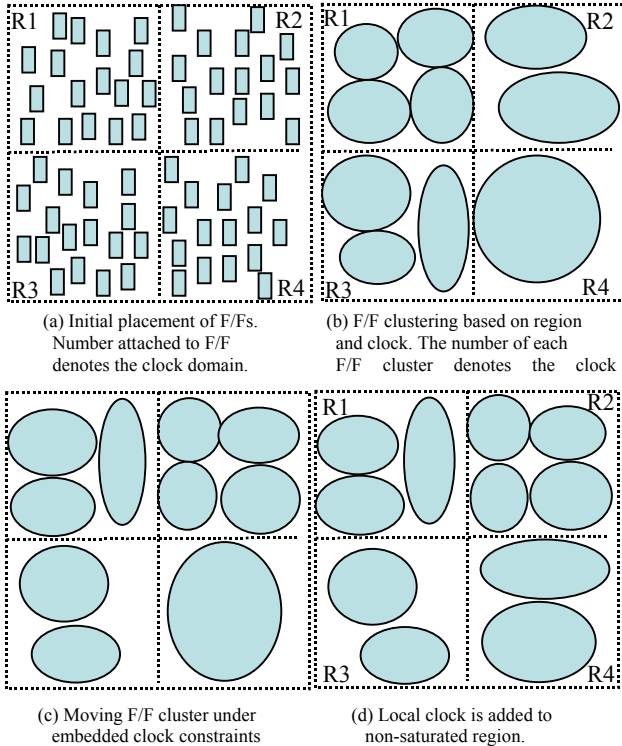 R1
R2
R3
R4
(a) Initial placement of F/Fs.
Number attached to F/F
denotes the clock domain.
R1
R2
R3
R4
(b) F/F clustering based on region
and clock. The number of each
F/F cluster denotes the clock
(c) Moving F/F cluster under
embedded clock constraints
R1
R2
R3
R4
(d) Local clock is added to
non-saturated region.